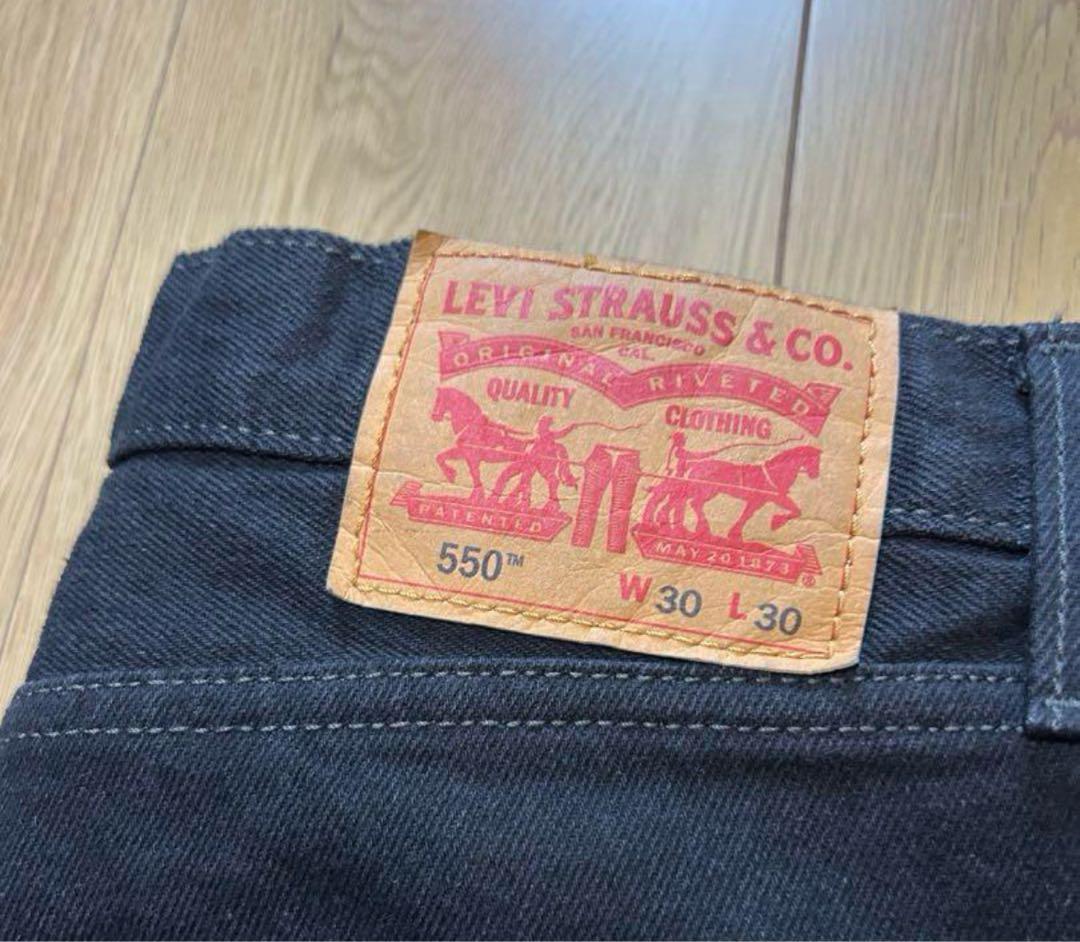 LEVI STRAUSS & CO.
SAN FRANCISCO
CAL.
ORIGINAL RIVETED
QUALITY CLOTHING
PATENTED MAY 20 1873 ®
550™ W 30 L 30